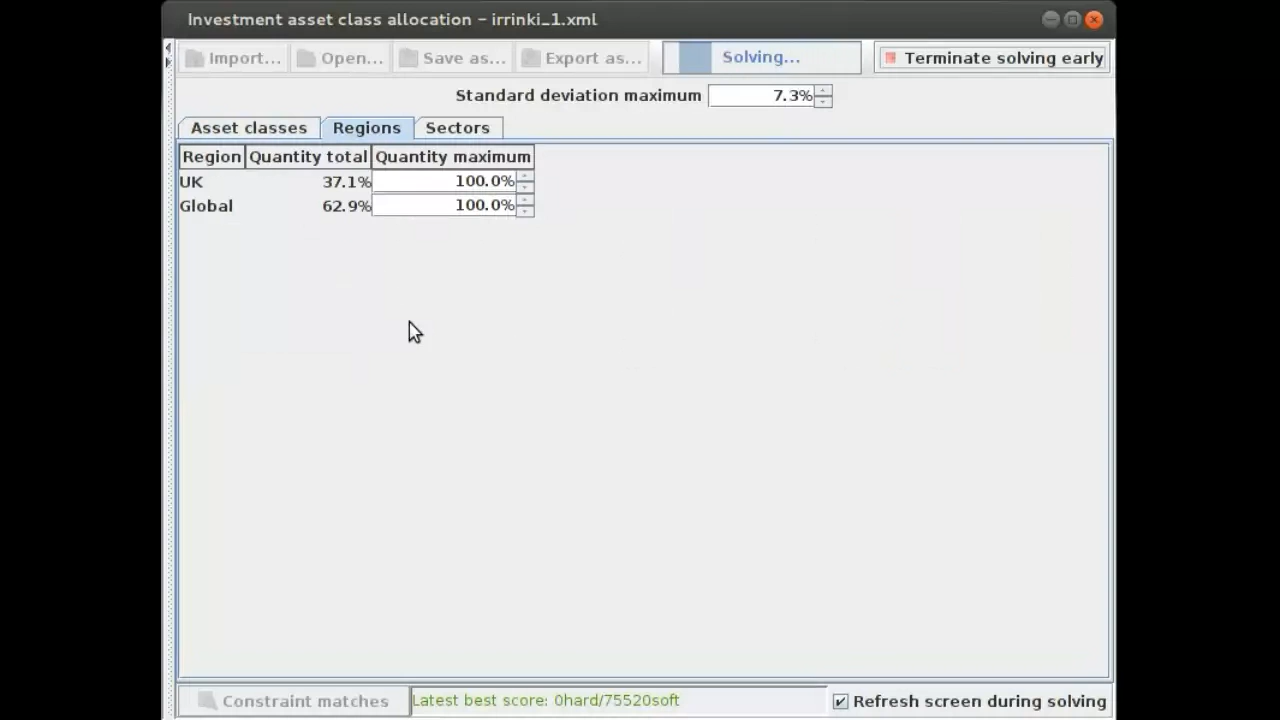 Investment asset class allocation – irrinki_1.xml
Import... Open... Save as... Export as... Solving... Terminate solving early
Standard deviation maximum 7.3%
Asset classes Regions Sectors
Region Quantity total Quantity maximum
UK 37.1% 100.0%
Global 62.9% 100.0%
Constraint matches Latest best score: 0hard/75520soft Refresh screen during solving